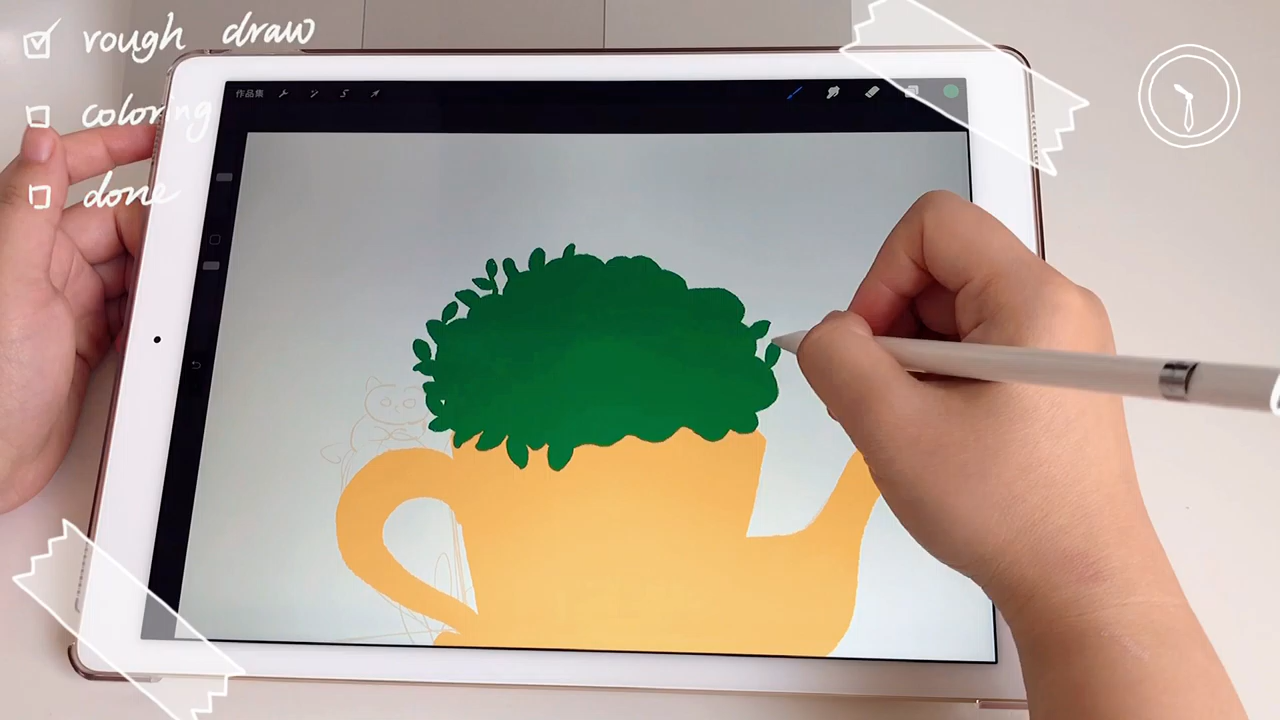 rough draw
coloring
done
作品集